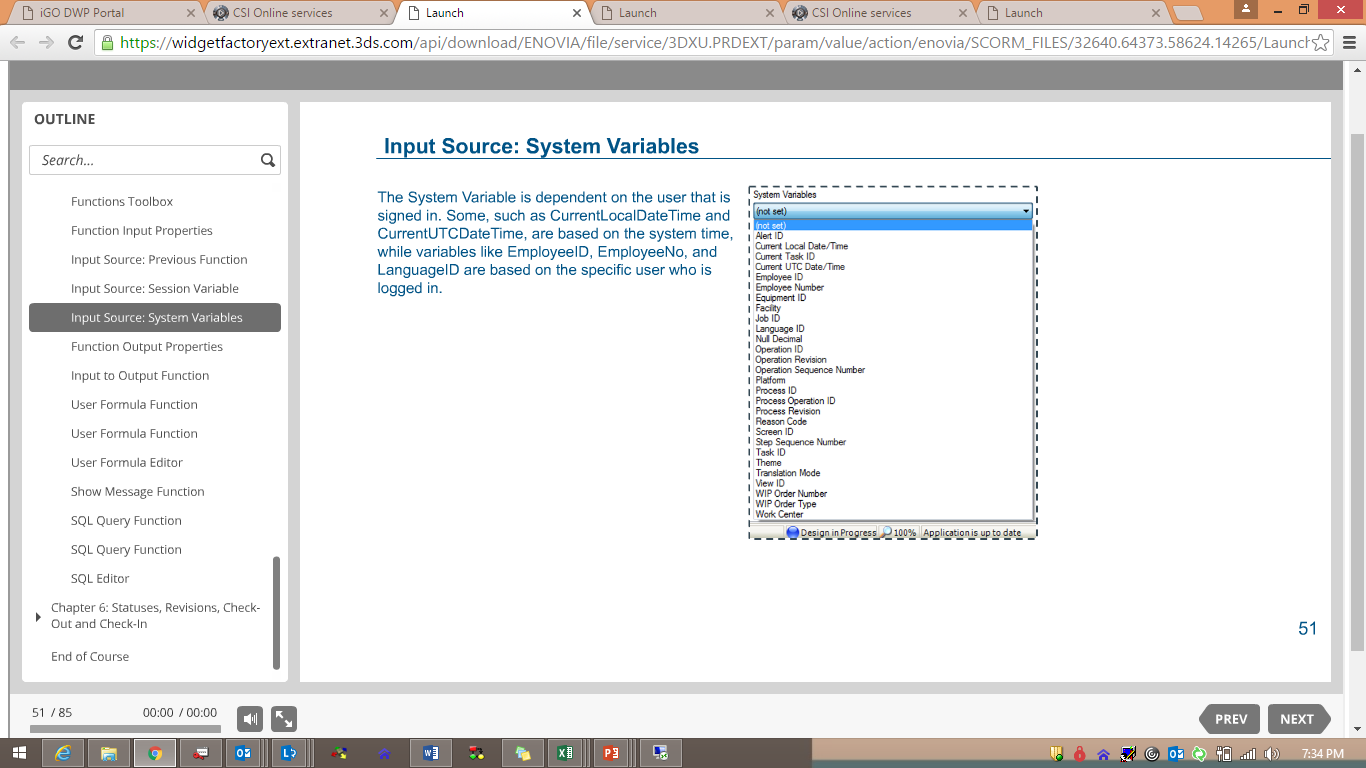 iGO DWP Portal
CSI Online services
Launch
Launch
CSI Online services
Launch
https://widgetfactoryext.extranet.3ds.com/api/download/ENOVIA/file/service/3DXU.PRDEXT/param/value/action/enovia/SCORM_FILES/32640.64373.58624.14265/Launch
OUTLINE
Search...
Functions Toolbox
Function Input Properties
Input Source: Previous Function
Input Source: Session Variable
Input Source: System Variables
Function Output Properties
Input to Output Function
User Formula Function
User Formula Function
User Formula Editor
Show Message Function
SQL Query Function
SQL Query Function
SQL Editor
Chapter 6: Statuses, Revisions, Check-
Out and Check-In
End of Course
Input Source: System Variables
The System Variable is dependent on the user that is
signed in. Some, such as CurrentLocalDateTime and
CurrentUTCDateTime, are based on the system time,
while variables like EmployeeID, EmployeeNo, and
LanguageID are based on the specific user who is
logged in.
System Variables
(not set)
(not set)
Alert ID
Current Local Date/Time
Current Task ID
Current UTC Date/Time
Employee ID
Employee Number
Equipment ID
Facility
Job ID
Language ID
Null Decimal
Operation ID
Operation Revision
Operation Sequence Number
Platform
Process ID
Process Operation ID
Process Revision
Reason Code
Screen ID
Step Sequence Number
Task ID
Theme
Translation Mode
View ID
WIP Order Number
WIP Order Type
Work Center
Design in Progress 100% Application is up to date
51
51 / 85 00:00 / 00:00
PREV NEXT
7:34 PM